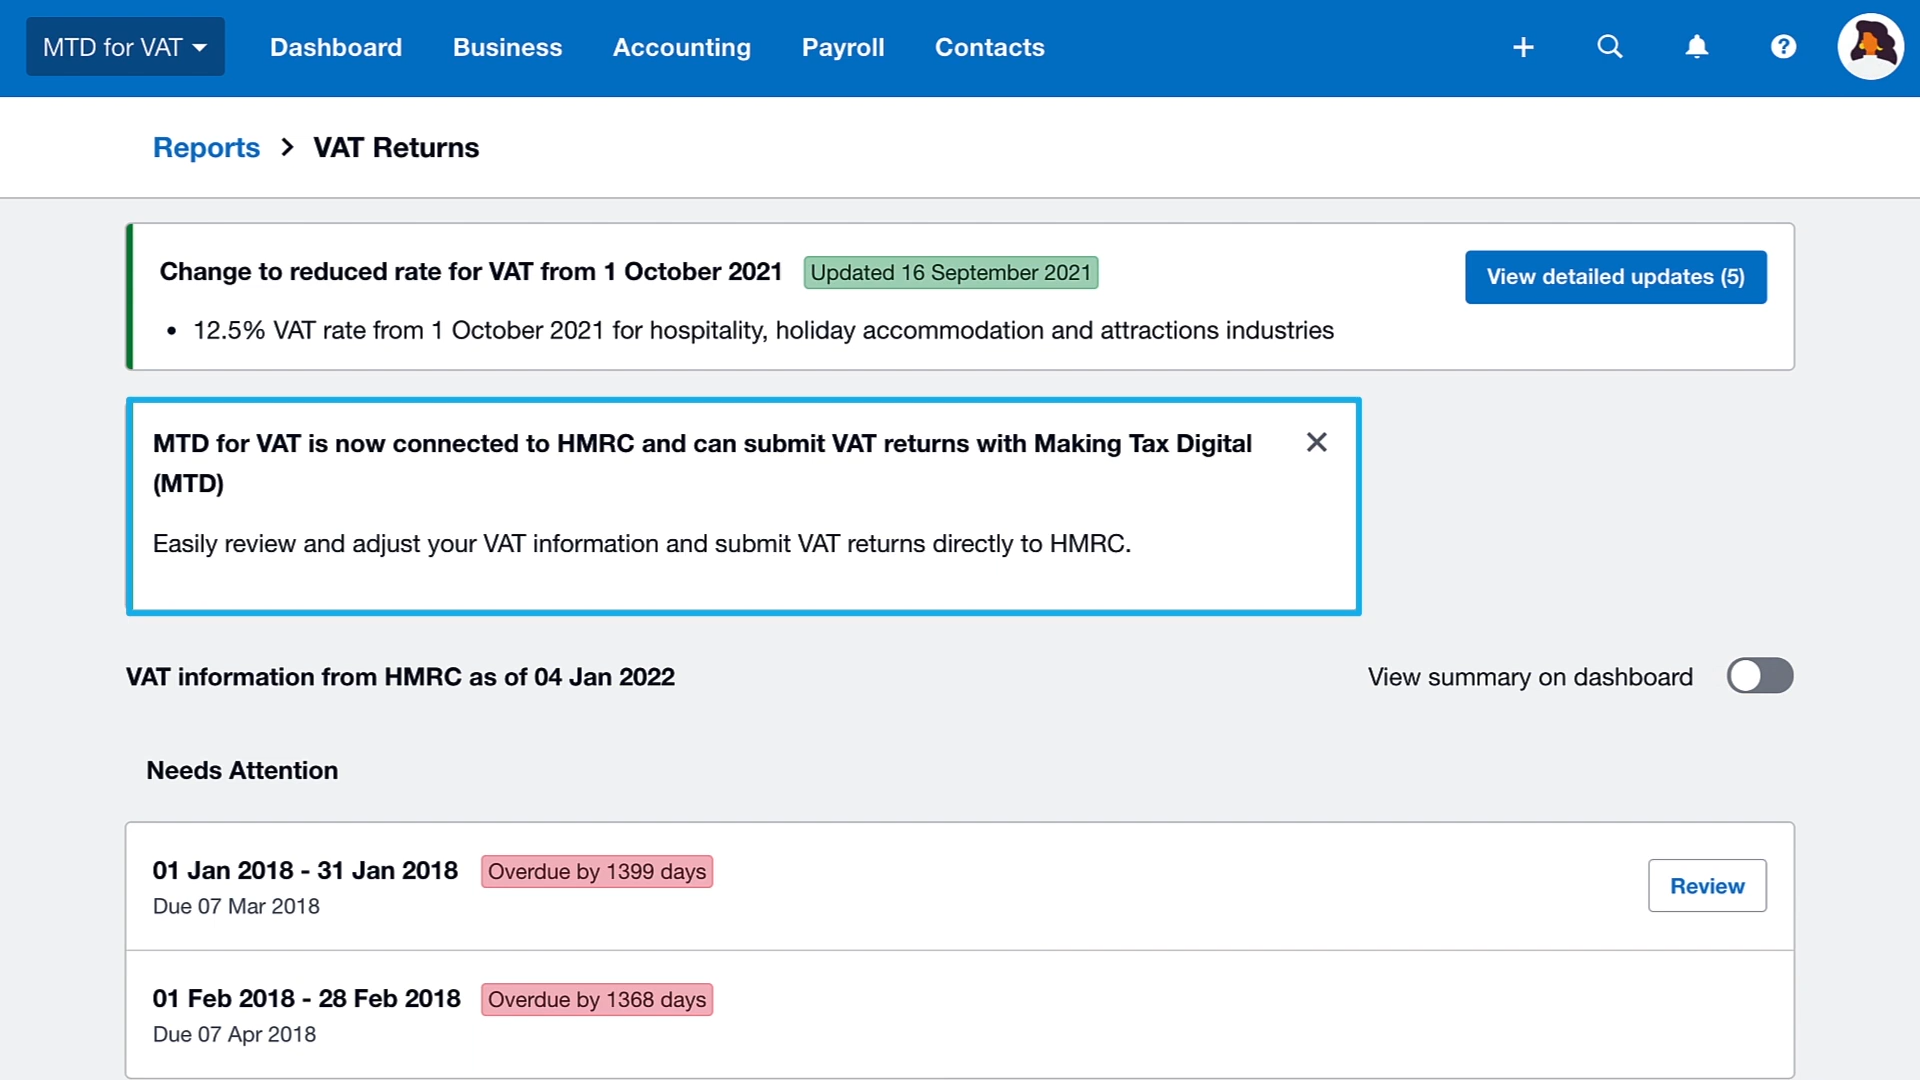 MTD for VAT
Dashboard
Business
Accounting
Payroll
Contacts
Reports > VAT Returns
Change to reduced rate for VAT from 1 October 2021
Updated 16 September 2021
View detailed updates (5)
• 12.5% VAT rate from 1 October 2021 for hospitality, holiday accommodation and attractions industries
MTD for VAT is now connected to HMRC and can submit VAT returns with Making Tax Digital
(MTD)
Easily review and adjust your VAT information and submit VAT returns directly to HMRC.
VAT information from HMRC as of 04 Jan 2022
View summary on dashboard
Needs Attention
01 Jan 2018 - 31 Jan 2018
Overdue by 1399 days
Due 07 Mar 2018
Review
01 Feb 2018 - 28 Feb 2018
Overdue by 1368 days
Due 07 Apr 2018